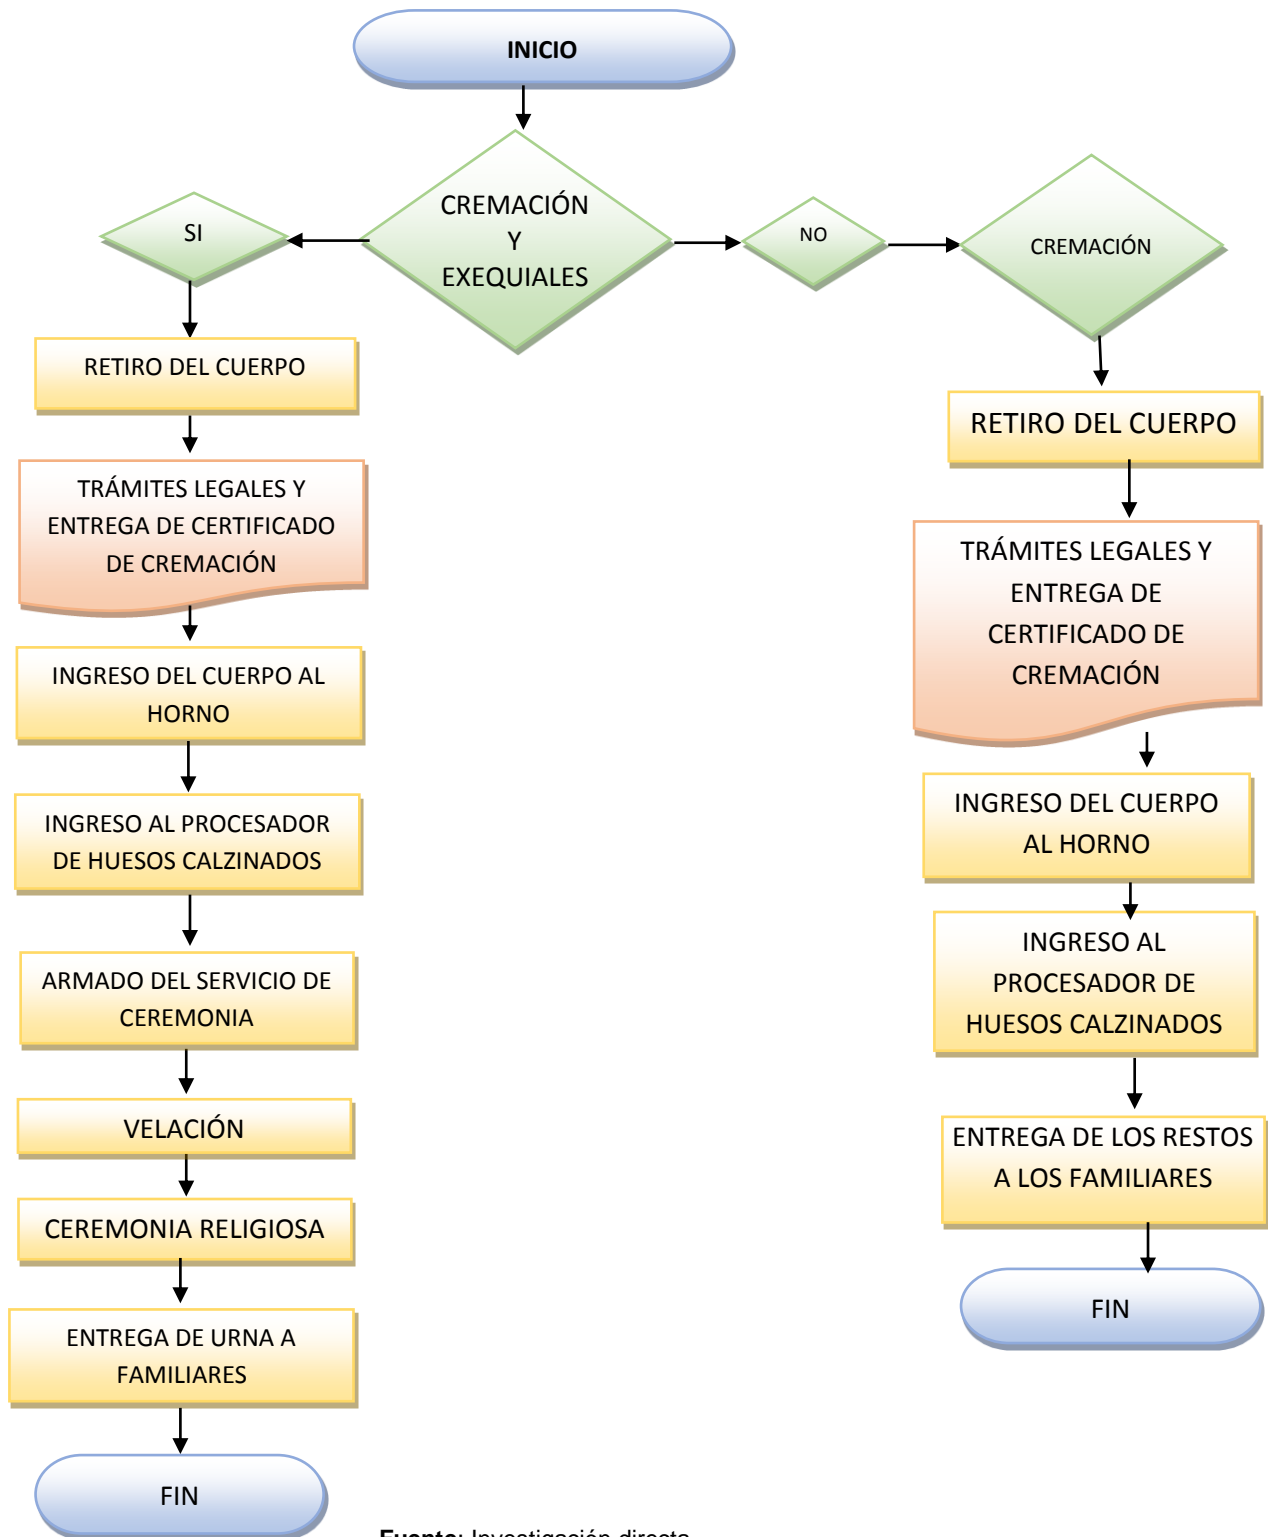 INICIO
CREMACIÓN
Y
EXEQUIALES
SI
NO
CREMACIÓN
RETIRO DEL CUERPO
TRÁMITES LEGALES Y
ENTREGA DE CERTIFICADO
DE CREMACIÓN
INGRESO DEL CUERPO AL
HORNO
INGRESO AL PROCESADOR
DE HUESOS CALZINADOS
ARMADO DEL SERVICIO DE
CEREMONIA
VELACIÓN
CEREMONIA RELIGIOSA
ENTREGA DE URNA A
FAMILIARES
FIN
RETIRO DEL CUERPO
TRÁMITES LEGALES Y
ENTREGA DE
CERTIFICADO DE
CREMACIÓN
INGRESO DEL CUERPO
AL HORNO
INGRESO AL
PROCESADOR DE
HUESOS CALZINADOS
ENTREGA DE LOS RESTOS
A LOS FAMILIARES
FIN
Fuente: Investigación directa